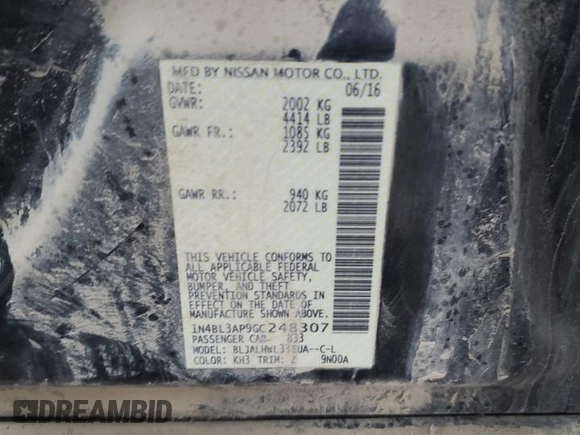 MFD BY NISSAN MOTOR CO., LTD.
DATE: 06/16
GVWR: 2002 KG
4414 LB
GAWR FR.: 1085 KG
2392 LB
GAWR RR.: 940 KG
2072 LB
THIS VEHICLE CONFORMS TO
ALL APPLICABLE FEDERAL
MOTOR VEHICLE SAFETY,
BUMPER, AND THEFT
PREVENTION STANDARDS
IN EFFECT ON THE DATE OF
MANUFACTURE SHOWN ABOVE.
1N4BL3AP9GC248307
PASSENGER CAR 833
MODEL: UA--C-L
COLOR: KH3 TRIM: 9N00A
DREAMBID